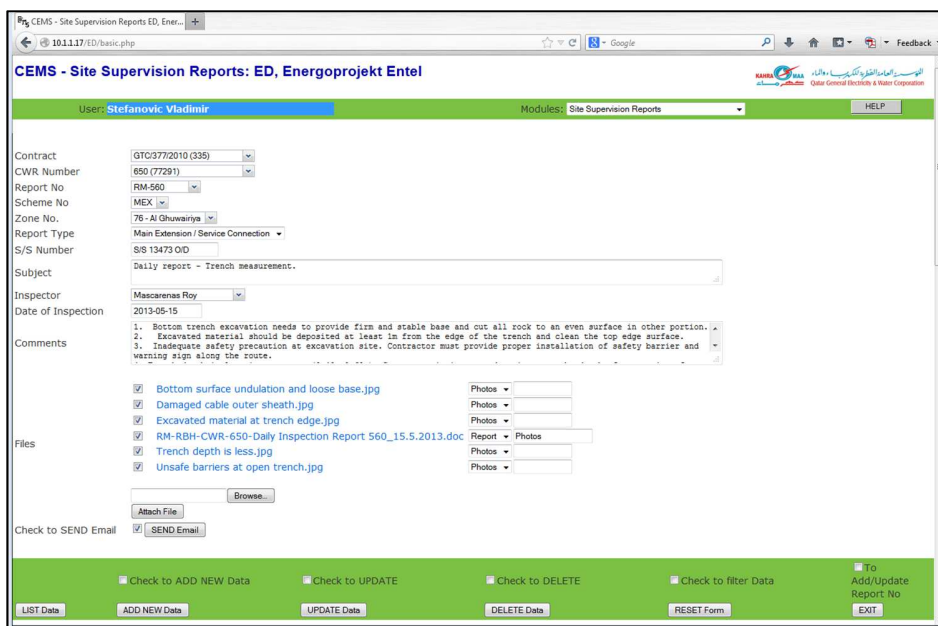 CEMS - Site Supervision Reports ED, Ener... +
10.1.1.17/ED/basic.php Google Feedback
CEMS - Site Supervision Reports: ED, Energoprojekt Entel
KAHRA MAA
Qatar General Electricity & Water Corporation
User: Stefanovic Vladimir Modules: Site Supervision Reports HELP
Contract GTC/377/2010 (335)
CWR Number 650 (77291)
Report No RM-560
Scheme No MEX
Zone No. 76 - Al Ghuwairiya
Report Type Main Extension / Service Connection
S/S Number S/S 13473 O/D
Subject Daily report - Trench measurement.
Inspector Mascarenas Roy
Date of Inspection 2013-05-15
Comments
1. Bottom trench excavation needs to provide firm and stable base and cut all rock to an even surface in other portion.
2. Excavated material should be deposited at least 1m from the edge of the trench and clean the top edge surface.
3. Inadequate safety precaution at excavation site. Contractor must provide proper installation of safety barrier and
warning sign along the route.
Files
Bottom surface undulation and loose base.jpg Photos
Damaged cable outer sheath.jpg Photos
Excavated material at trench edge.jpg Photos
RM-RBH-CWR-650-Daily Inspection Report 560_15.5.2013.doc Report Photos
Trench depth is less.jpg Photos
Unsafe barriers at open trench.jpg Photos
Browse..
Attach File
Check to SEND Email SEND Email
Check to ADD NEW Data Check to UPDATE Check to DELETE Check to filter Data To Add/Update Report No
LIST Data ADD NEW Data UPDATE Data DELETE Data RESET Form EXIT